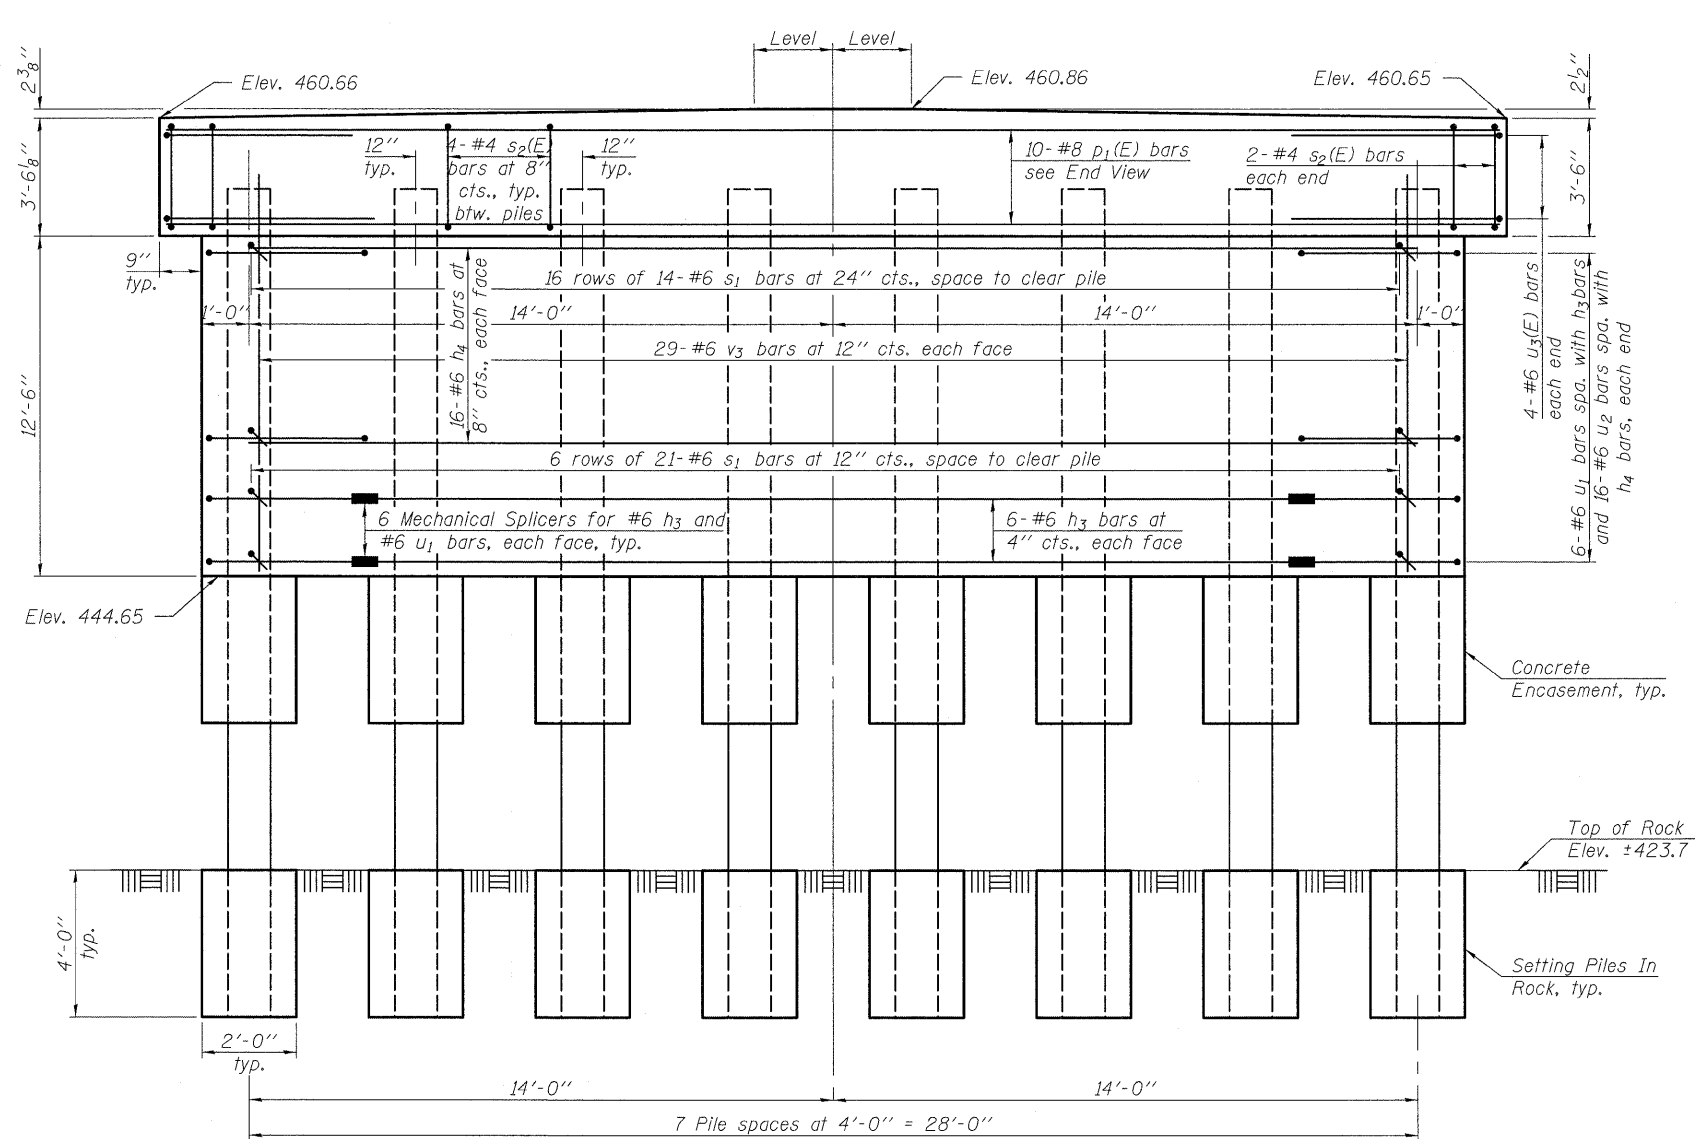 Level Level
2 3/8"
Elev. 460.66
Elev. 460.86
Elev. 460.65
2 1/2"
3'-6 1/8"
12"
typ.
4-#4 s2(E)
bars at 8"
cts., typ.
btw. piles
12"
typ.
10-#8 p1(E) bars
see End View
2-#4 s2(E) bars
each end
3'-6"
9"
typ.
16 rows of 14-#6 s1 bars at 24" cts., space to clear pile
1'-0" 14'-0" 14'-0" 1'-0"
29-#6 v3 bars at 12" cts. each face
16-#6 h4 bars at
8" cts., each face
12'-6"
6 rows of 21-#6 s1 bars at 12" cts., space to clear pile
6 Mechanical Splicers for #6 h3 and
#6 u1 bars, each face, typ.
6-#6 h3 bars at
4" cts., each face
4-#6 u3(E) bars
each end
6-#6 u1 bars spa. with h3 bars
and 16-#6 u2 bars spa. with
h4 bars, each end
Elev. 444.65
Concrete
Encasement, typ.
Top of Rock
Elev. ±423.7
4'-0"
typ.
Setting Piles In
Rock, typ.
2'-0"
typ.
14'-0" 14'-0"
7 Pile spaces at 4'-0" = 28'-0"